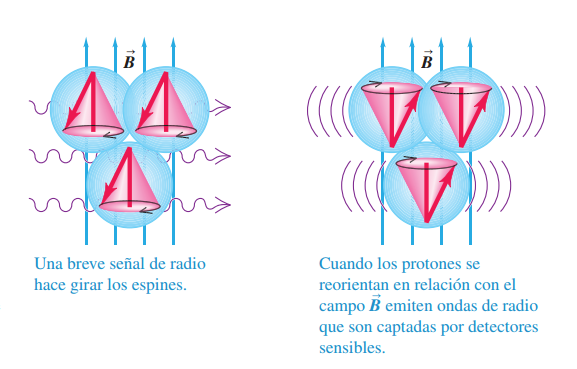 B
Una breve señal de radio
hace girar los espines.
B
Cuando los protones se
reorientan en relación con el
campo B emiten ondas de radio
que son captadas por detectores
sensibles.